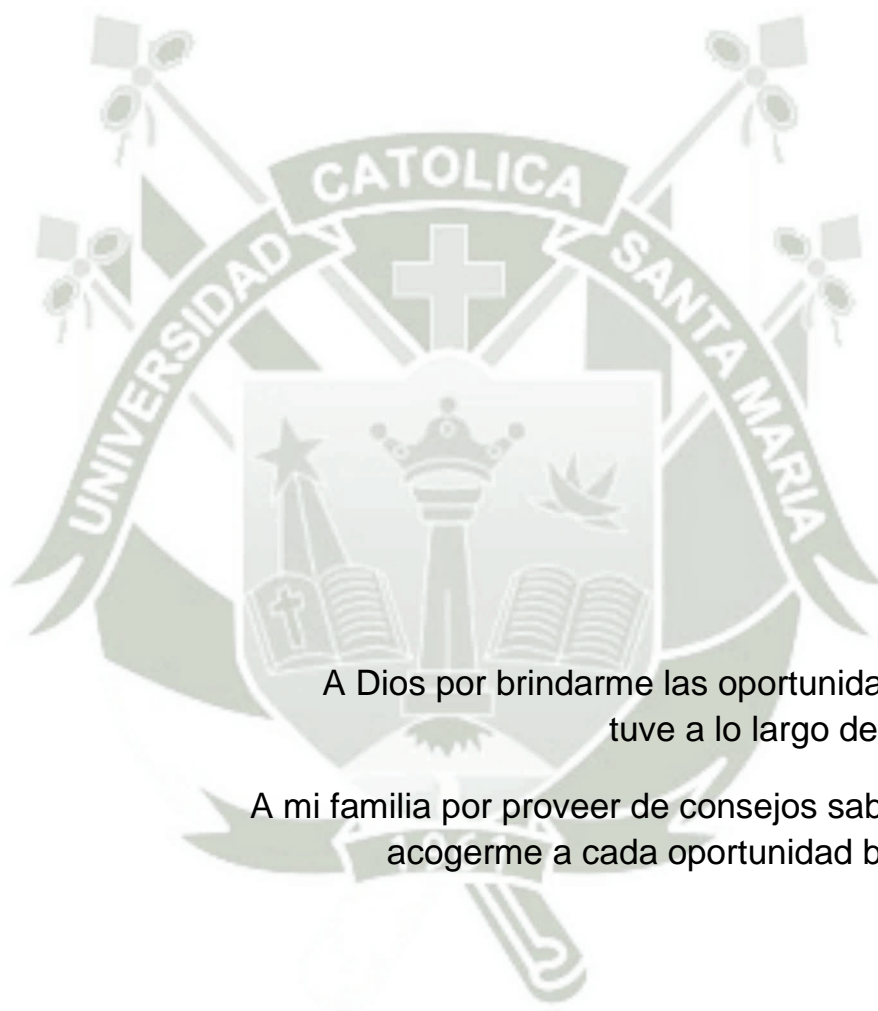 UNIVERSIDAD
CATOLICA
SANTA MARIA
A Dios por brindarme las oportunida
tuve a lo largo de
A mi familia por proveer de consejos sab
acogerme a cada oportunidad b